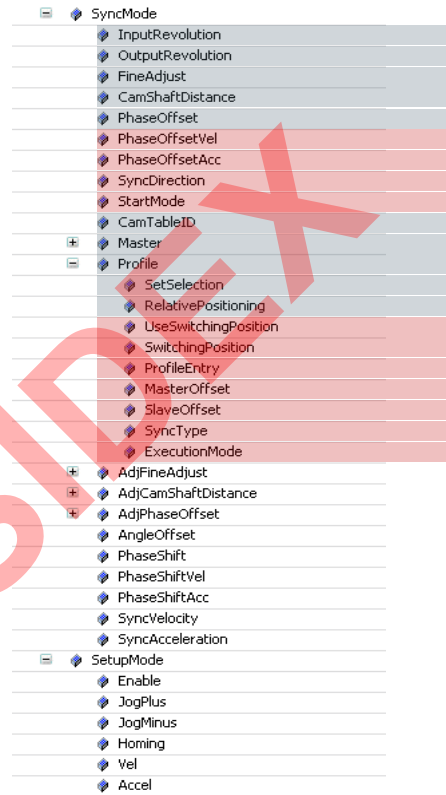 SyncMode
InputRevolution
OutputRevolution
FineAdjust
CamShaftDistance
PhaseOffset
PhaseOffsetVel
PhaseOffsetAcc
SyncDirection
StartMode
CamTableID
Master
Profile
SetSelection
RelativePositioning
UseSwitchingPosition
SwitchingPosition
ProfileEntry
MasterOffset
SlaveOffset
SyncType
ExecutionMode
AdjFineAdjust
AdjCamShaftDistance
AdjPhaseOffset
AngleOffset
PhaseShift
PhaseShiftVel
PhaseShiftAcc
SyncVelocity
SyncAcceleration
SetupMode
Enable
JogPlus
JogMinus
Homing
Vel
Accel